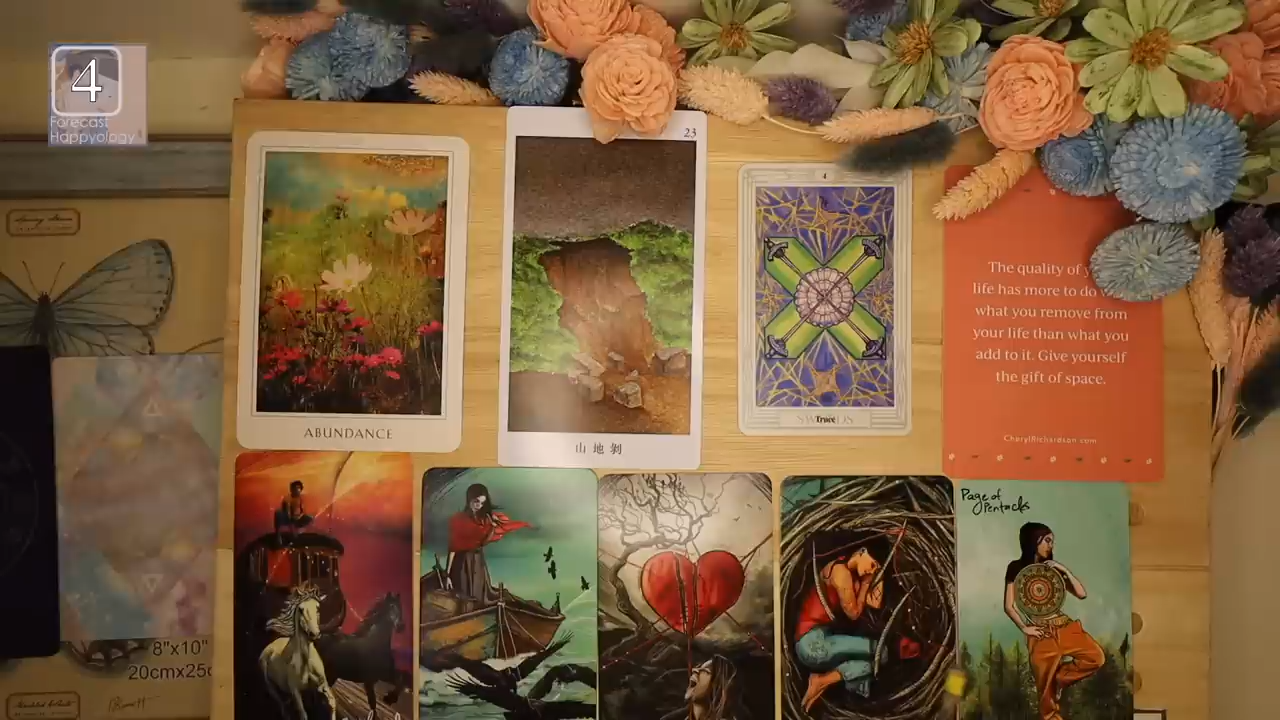 4
Forecast
Happyology
23
ABUNDANCE
山地剝
4
Truce
The quality of
life has more to do
what you remove from
your life than what you
add to it. Give yourself
the gift of space.
CherylRichardson.com
Page of
Pentacles
8"x10"
20cmx25c